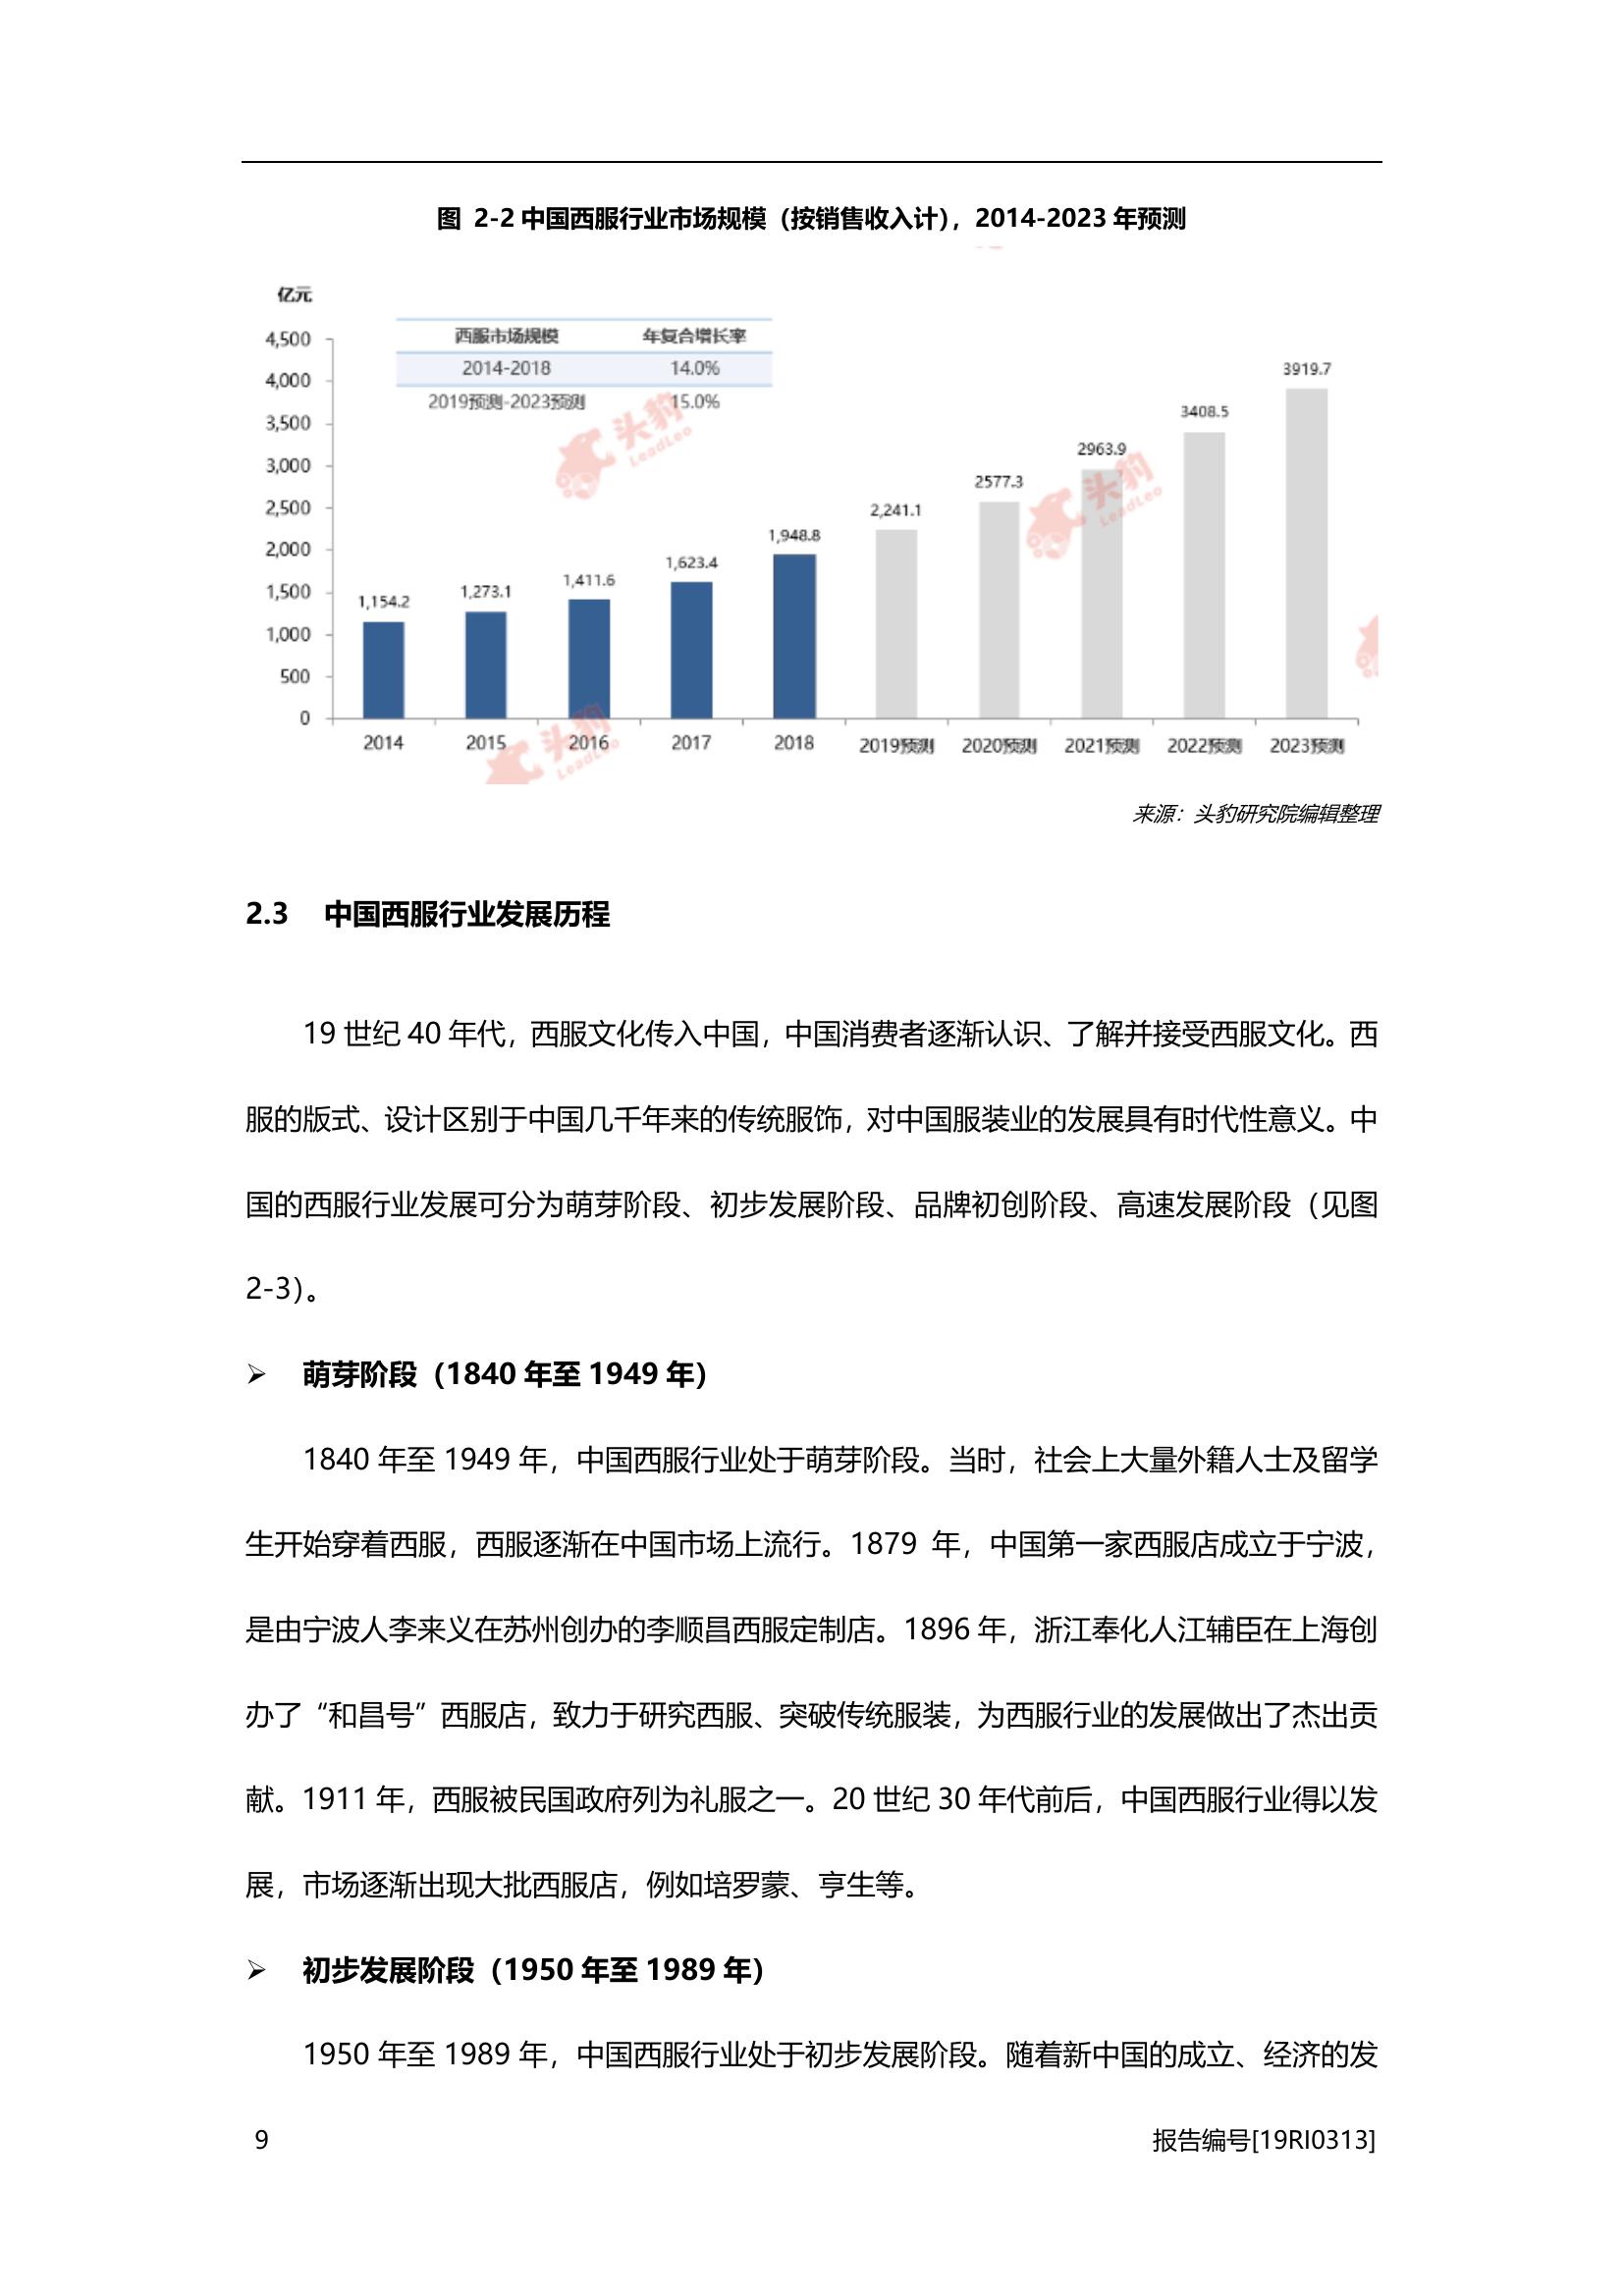 图 2-2 中国西服行业市场规模（按销售收入计），2014-2023 年预测
亿元
西服市场规模 年复合增长率
2014-2018 14.0%
2019预测-2023预测 15.0%
4,500
4,000
3,500
3,000
2,500
2,000
1,500
1,000
500
0
1,154.2
1,273.1
1,411.6
1,623.4
1,948.8
2,241.1
2577.3
2963.9
3408.5
3919.7
2014 2015 2016 2017 2018 2019预测 2020预测 2021预测 2022预测 2023预测
头豹
LeadLeo
头豹
LeadLeo
头豹
LeadLeo
来源：头豹研究院编辑整理
2.3 中国西服行业发展历程
19 世纪 40 年代，西服文化传入中国，中国消费者逐渐认识、了解并接受西服文化。西
服的版式、设计区别于中国几千年来的传统服饰，对中国服装业的发展具有时代性意义。中
国的西服行业发展可分为萌芽阶段、初步发展阶段、品牌初创阶段、高速发展阶段（见图
2-3）。
➢ 萌芽阶段（1840 年至 1949 年）
1840 年至 1949 年，中国西服行业处于萌芽阶段。当时，社会上大量外籍人士及留学
生开始穿着西服，西服逐渐在中国市场上流行。1879 年，中国第一家西服店成立于宁波，
是由宁波人李来义在苏州创办的李顺昌西服定制店。1896 年，浙江奉化人江辅臣在上海创
办了“和昌号”西服店，致力于研究西服、突破传统服装，为西服行业的发展做出了杰出贡
献。1911 年，西服被民国政府列为礼服之一。20 世纪 30 年代前后，中国西服行业得以发
展，市场逐渐出现大批西服店，例如培罗蒙、亨生等。
➢ 初步发展阶段（1950 年至 1989 年）
1950 年至 1989 年，中国西服行业处于初步发展阶段。随着新中国的成立、经济的发
9
报告编号[19RI0313]